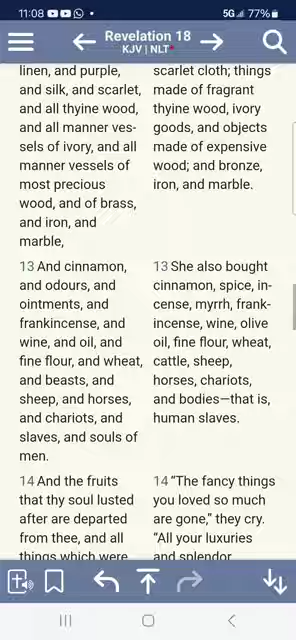 11:08
5G 77%
Revelation 18
KJV | NLT*
linen, and purple,
and silk, and scarlet,
and all thyine wood,
and all manner ves-
sels of ivory, and all
manner vessels of
most precious
wood, and of brass,
and iron, and
marble,
13 And cinnamon,
and odours, and
ointments, and
frankincense, and
wine, and oil, and
fine flour, and wheat,
and beasts, and
sheep, and horses,
and chariots, and
slaves, and souls of
men.
14 And the fruits
that thy soul lusted
after are departed
from thee, and all
things which were
scarlet cloth; things
made of fragrant
thyine wood, ivory
goods, and objects
made of expensive
wood; and bronze,
iron, and marble.
13 She also bought
cinnamon, spice, in-
cense, myrrh, frank-
incense, wine, olive
oil, fine flour, wheat,
cattle, sheep,
horses, chariots,
and bodies—that is,
human slaves.
14 “The fancy things
you loved so much
are gone,” they cry.
“All your luxuries
and splendor